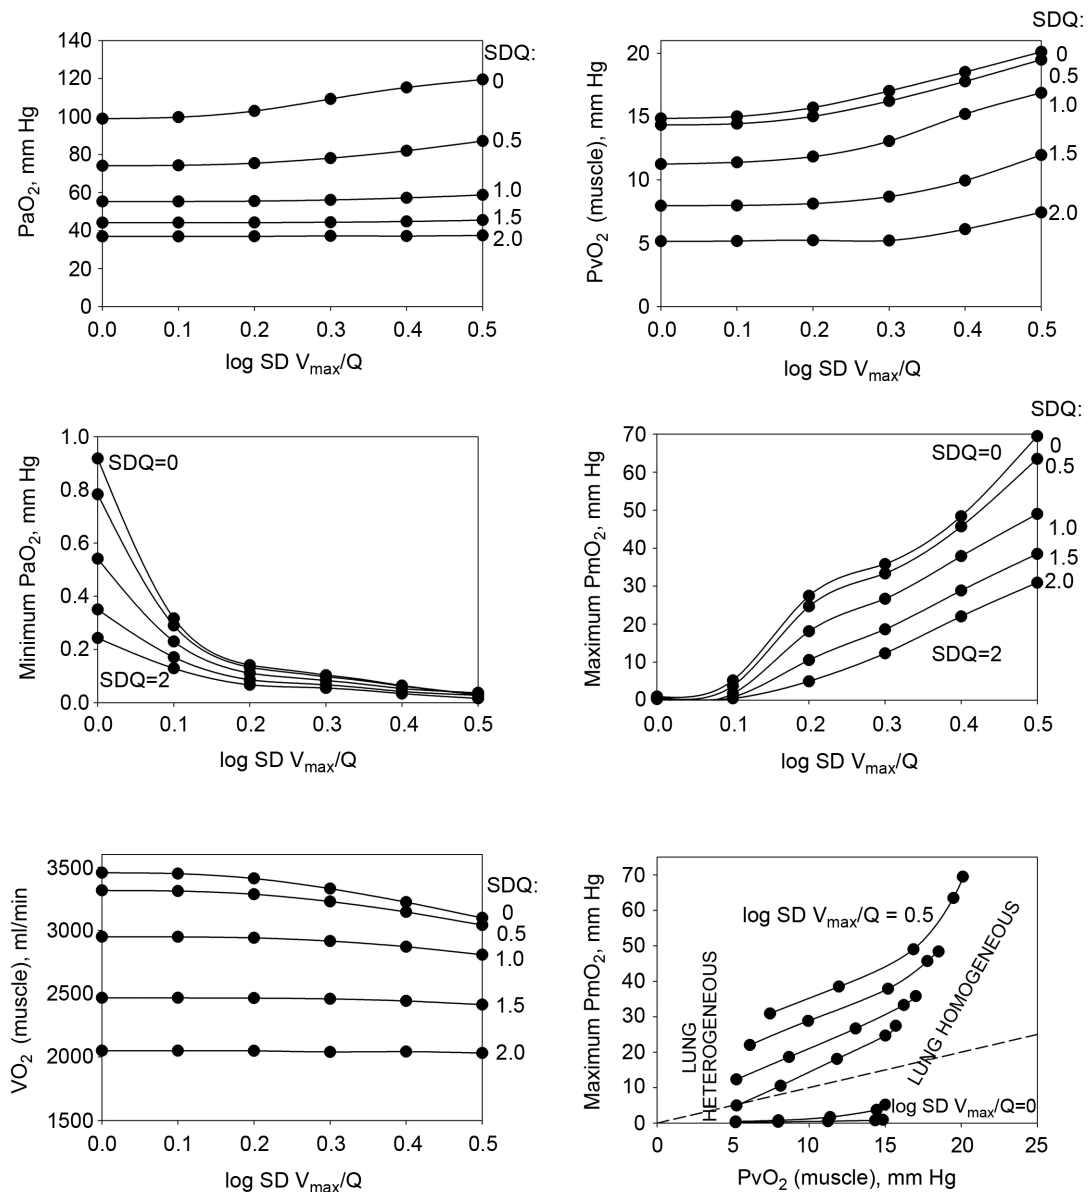 SDQ:
140
120
100
80
60
40
20
0
PaO2, mm Hg
0
0.5
1.0
1.5
2.0
0.0 0.1 0.2 0.3 0.4 0.5
log SD Vmax/Q
SDQ:
20
15
10
5
0
PvO2 (muscle), mm Hg
0
0.5
1.0
1.5
2.0
0.0 0.1 0.2 0.3 0.4 0.5
log SD Vmax/Q
1.0
0.8
0.6
0.4
0.2
0.0
Minimum PaO2, mm Hg
SDQ=0
SDQ=2
0.0 0.1 0.2 0.3 0.4 0.5
log SD Vmax/Q
SDQ:
70
60
50
40
30
20
10
0
Maximum PmO2, mm Hg
SDQ=0
0
0.5
1.0
1.5
2.0
SDQ=2
0.0 0.1 0.2 0.3 0.4 0.5
log SD Vmax/Q
3500
3000
2500
2000
1500
VO2 (muscle), ml/min
SDQ:
0
0.5
1.0
1.5
2.0
0.0 0.1 0.2 0.3 0.4 0.5
log SD Vmax/Q
70
60
50
40
30
20
10
0
Maximum PmO2, mm Hg
log SD Vmax/Q = 0.5
LUNG
HETEROGENEOUS
LUNG HOMOGENEOUS
log SD Vmax/Q=0
0 5 10 15 20 25
PvO2 (muscle), mm Hg